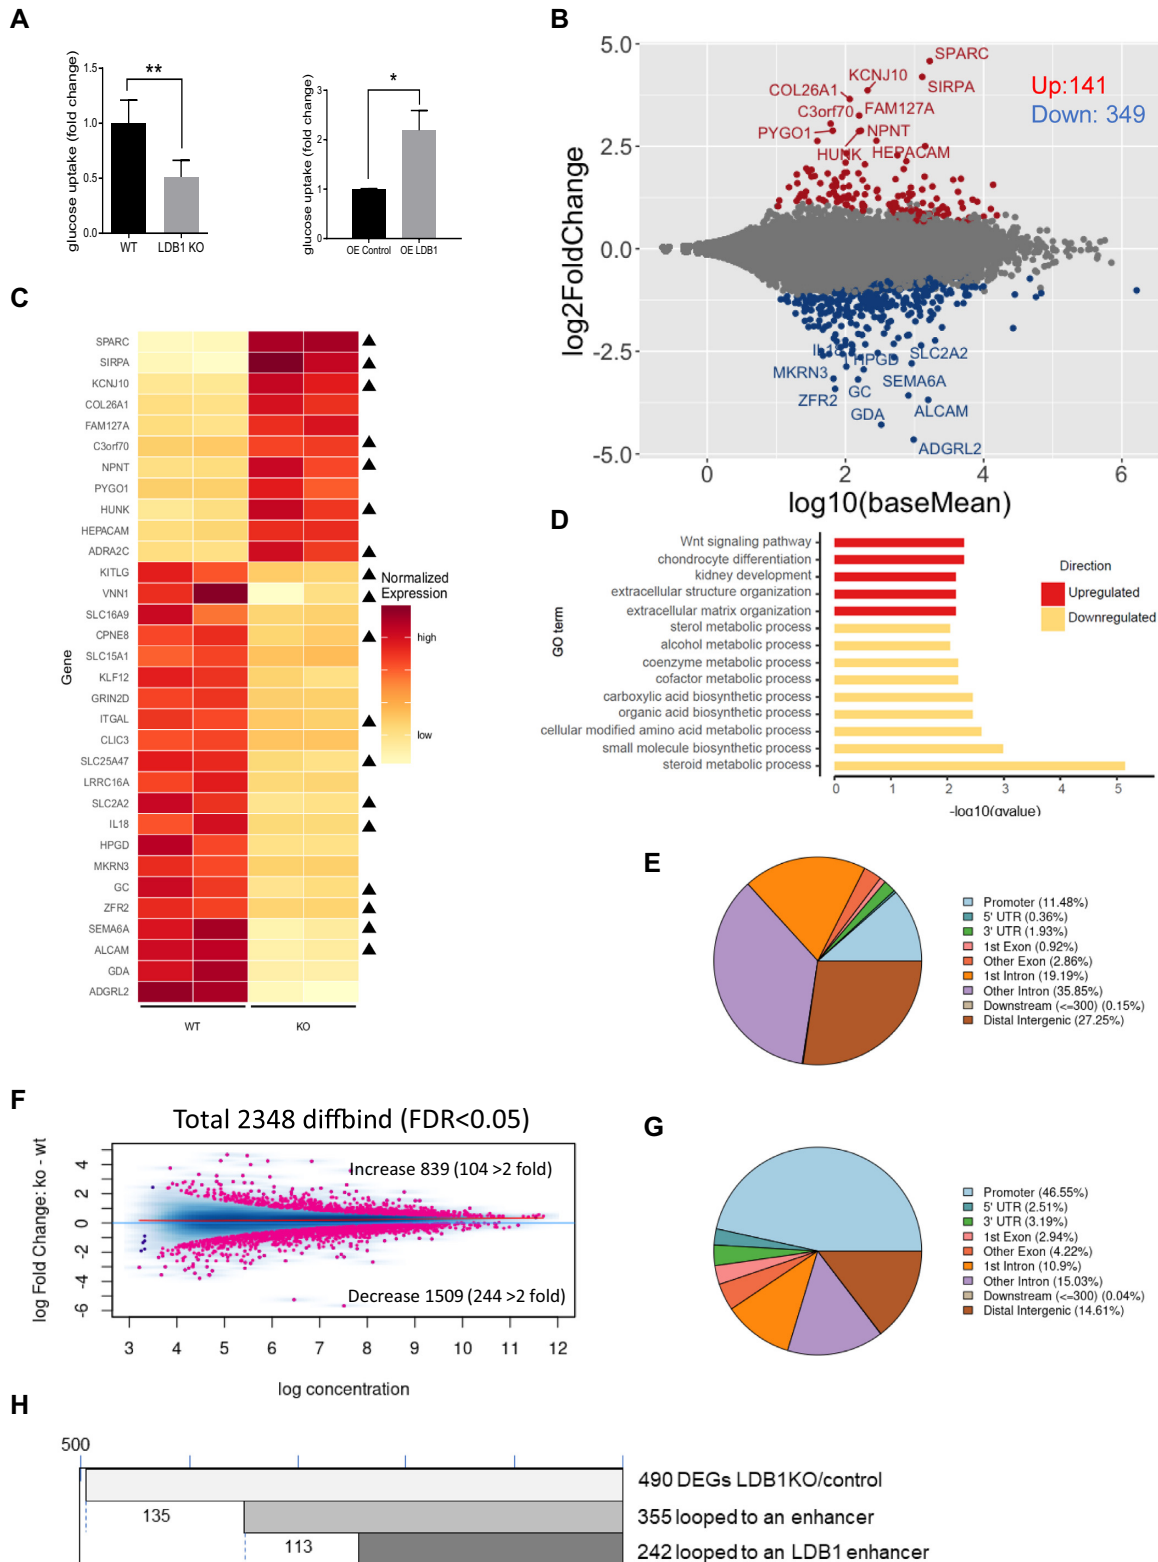 A
glucose uptake (fold change)
1.5
1.0
0.5
0.0
**
WT
LDB1 KO
glucose uptake (fold change)
3
2
1
0
*
OE Control
OE LDB1
B
log2FoldChange
5.0
2.5
0.0
-2.5
-5.0
SPARC
KCNJ10
SIRPA
COL26A1
C3orf70
FAM127A
PYGO1
NPNT
HUNK
HEPACAM
Up:141
Down: 349
IL18
HPGD
SLC2A2
MKRN3
GC
SEMA6A
ZFR2
GDA
ALCAM
ADGRL2
0
2
4
6
log10(baseMean)
C
Gene
SPARC
SIRPA
KCNJ10
COL26A1
FAM127A
C3orf70
NPNT
PYGO1
HUNK
HEPACAM
ADRA2C
KITLG
VNN1
SLC16A9
CPNE8
SLC15A1
KLF12
GRIN2D
ITGAL
CLIC3
SLC25A47
LRRC16A
SLC2A2
IL18
HPGD
MKRN3
GC
ZFR2
SEMA6A
ALCAM
GDA
ADGRL2
WT
KO
Normalized
Expression
high
low
D
GO term
Wnt signaling pathway
chondrocyte differentiation
kidney development
extracellular structure organization
extracellular matrix organization
sterol metabolic process
alcohol metabolic process
coenzyme metabolic process
cofactor metabolic process
carboxylic acid biosynthetic process
organic acid biosynthetic process
cellular modified amino acid metabolic process
small molecule biosynthetic process
steroid metabolic process
0
1
2
3
4
5
-log10(qvalue)
Direction
Upregulated
Downregulated
E
Promoter (11.48%)
5' UTR (0.36%)
3' UTR (1.93%)
1st Exon (0.92%)
Other Exon (2.86%)
1st Intron (19.19%)
Other Intron (35.85%)
Downstream (<=300) (0.15%)
Distal Intergenic (27.25%)
F
Total 2348 diffbind (FDR<0.05)
log Fold Change: ko - wt
4
2
0
-2
-4
-6
Increase 839 (104 >2 fold)
Decrease 1509 (244 >2 fold)
3
4
5
6
7
8
9
10
11
12
log concentration
G
Promoter (46.55%)
5' UTR (2.51%)
3' UTR (3.19%)
1st Exon (2.94%)
Other Exon (4.22%)
1st Intron (10.9%)
Other Intron (15.03%)
Downstream (<=300) (0.04%)
Distal Intergenic (14.61%)
H
500
490 DEGs LDB1KO/control
135
355 looped to an enhancer
113
242 looped to an LDB1 enhancer